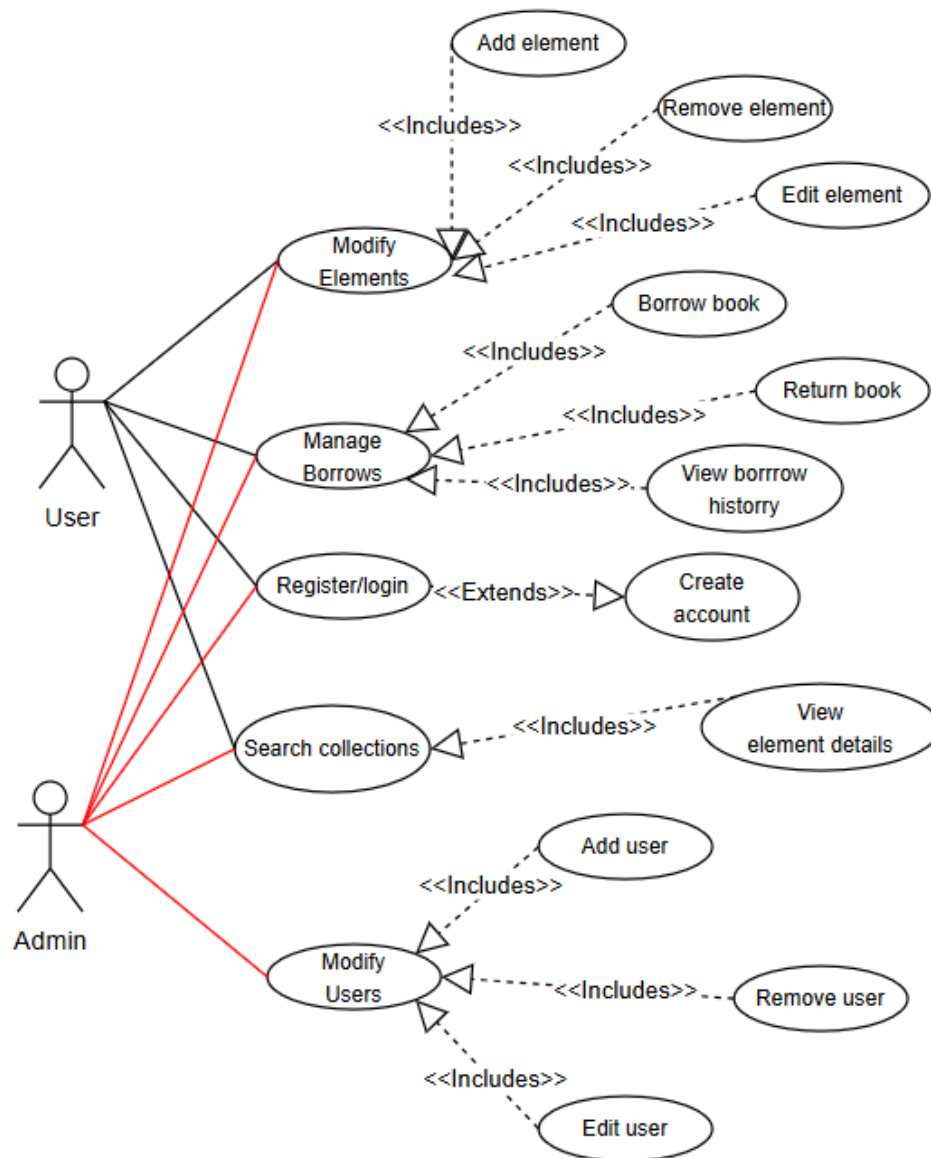 Add element
<<Includes>>
Remove element
<<Includes>>
Edit element
<<Includes>>
Modify
Elements
Borrow book
<<Includes>>
Return book
<<Includes>>
Manage
Borrows
View borrrow
historry
<<Includes>>
User
Register/login
<<Extends>>
Create
account
Search collections
<<Includes>>
View
element details
Admin
Add user
<<Includes>>
Modify
Users
<<Includes>>
Remove user
<<Includes>>
Edit user